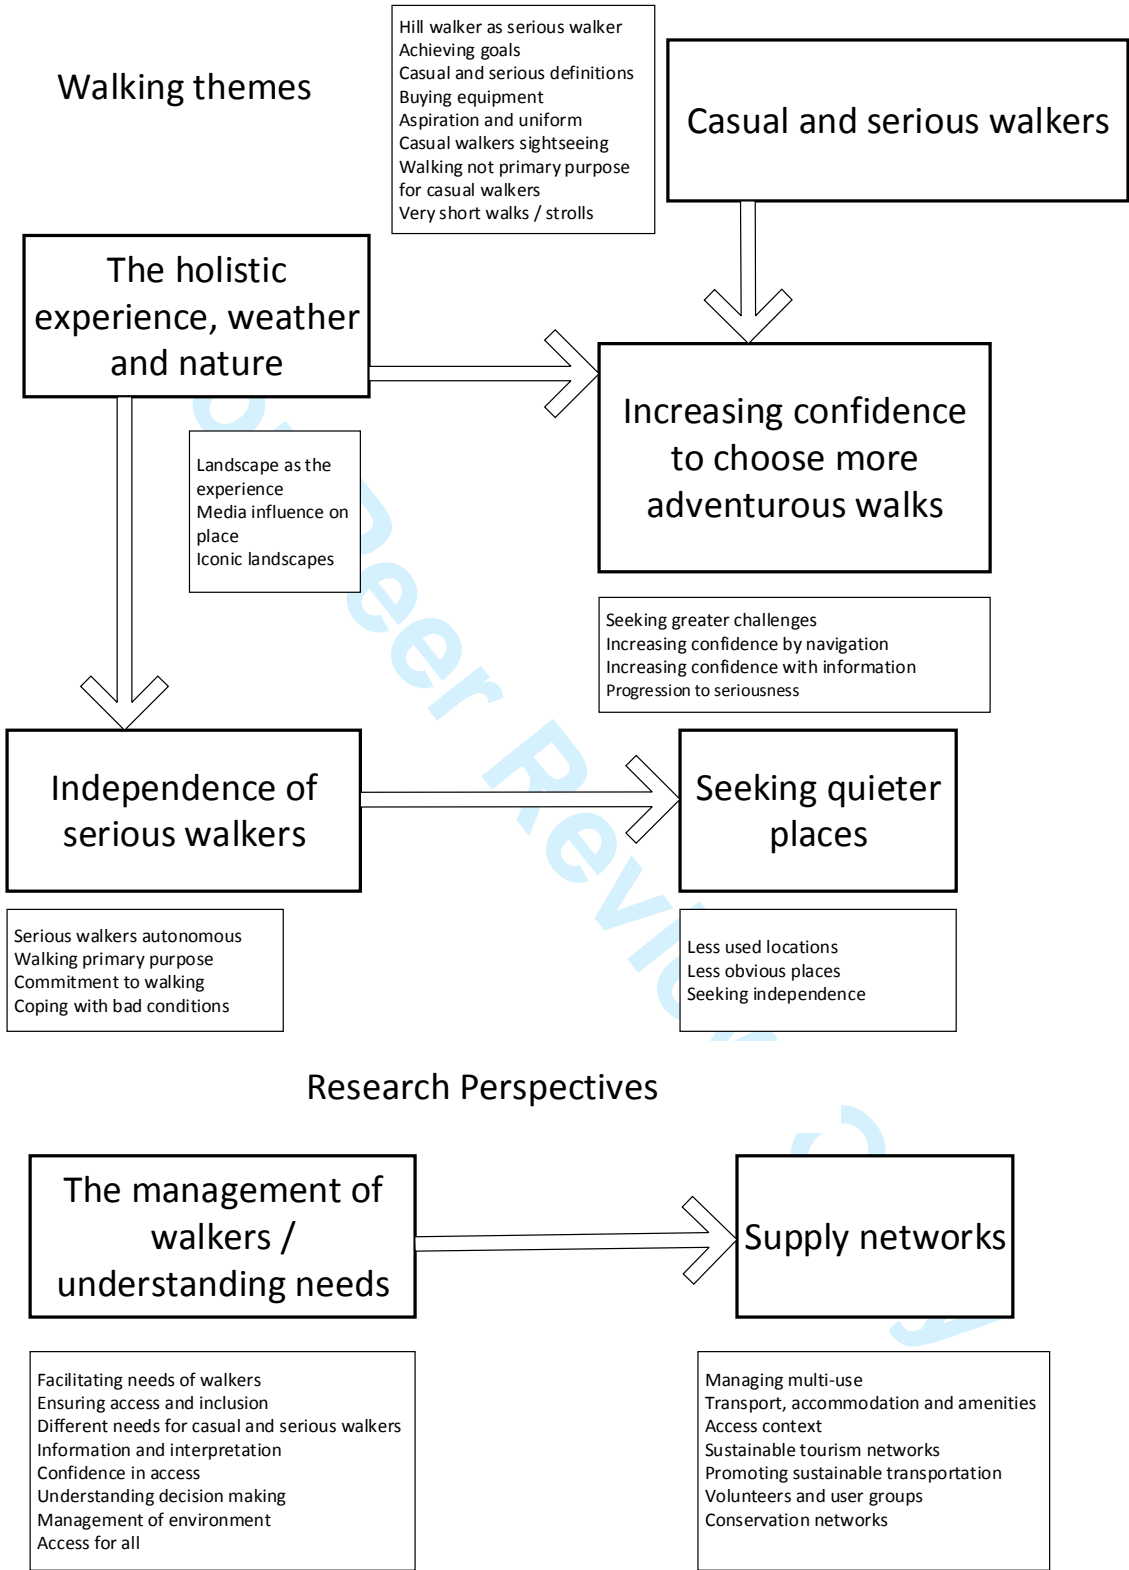 Walking themes
Hill walker as serious walker
Achieving goals
Casual and serious definitions
Buying equipment
Aspiration and uniform
Casual walkers sightseeing
Walking not primary purpose
for casual walkers
Very short walks / strolls
Casual and serious walkers
The holistic
experience, weather
and nature
Landscape as the
experience
Media influence on
place
Iconic landscapes
Increasing confidence
to choose more
adventurous walks
Seeking greater challenges
Increasing confidence by navigation
Increasing confidence with information
Progression to seriousness
Independence of
serious walkers
Serious walkers autonomous
Walking primary purpose
Commitment to walking
Coping with bad conditions
Seeking quieter
places
Less used locations
Less obvious places
Seeking independence
Research Perspectives
The management of
walkers /
understanding needs
Facilitating needs of walkers
Ensuring access and inclusion
Different needs for casual and serious walkers
Information and interpretation
Confidence in access
Understanding decision making
Management of environment
Access for all
Supply networks
Managing multi-use
Transport, accommodation and amenities
Access context
Sustainable tourism networks
Promoting sustainable transportation
Volunteers and user groups
Conservation networks
Peer Review